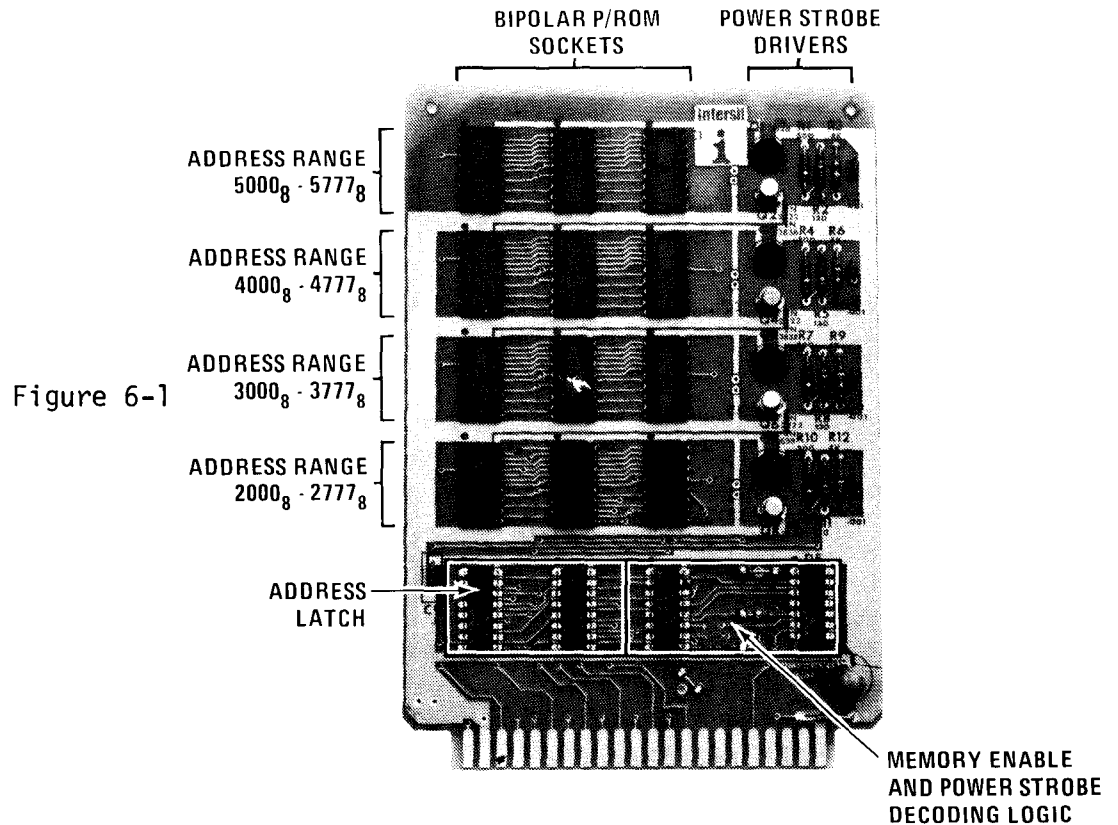 BIPOLAR P/ROM
SOCKETS
POWER STROBE
DRIVERS
intersil
i
ADDRESS RANGE
5000₈ - 5777₈
R2
ADDRESS RANGE
4000₈ - 4777₈
R4 R6
R5
ADDRESS RANGE
3000₈ - 3777₈
R7 R9
Figure 6-1
ADDRESS RANGE
2000₈ - 2777₈
R10 R12
ADDRESS
LATCH
MEMORY ENABLE
AND POWER STROBE
DECODING LOGIC